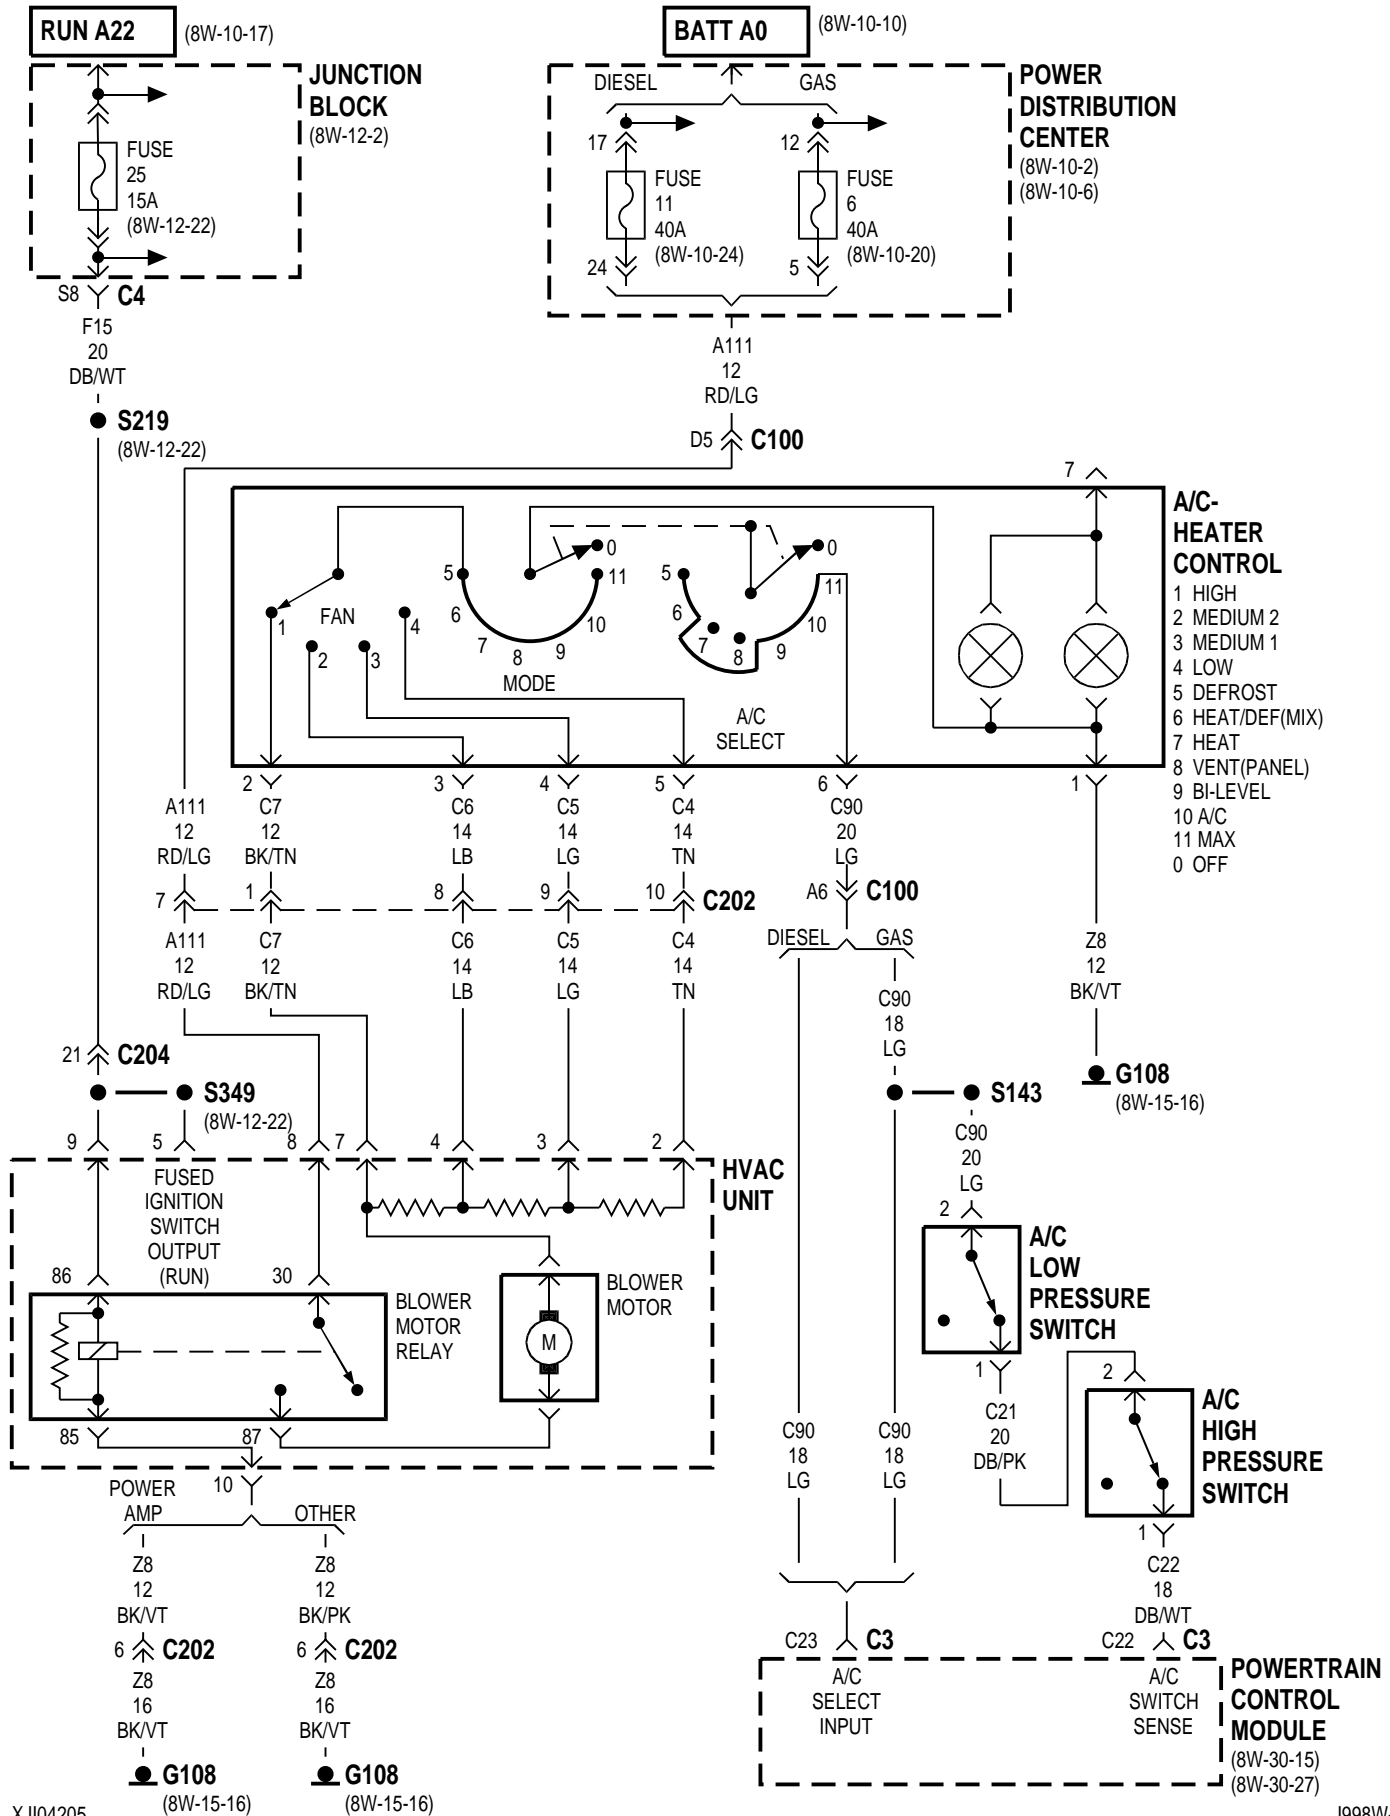 RUN A22
(8W-10-17)
BATT A0
(8W-10-10)
JUNCTION
BLOCK
(8W-12-2)
FUSE
25
15A
(8W-12-22)
S8
C4
F15
20
DB/WT
S219
(8W-12-22)
DIESEL
GAS
17
FUSE
11
40A
(8W-10-24)
24
12
FUSE
6
40A
(8W-10-20)
5
POWER
DISTRIBUTION
CENTER
(8W-10-2)
(8W-10-6)
A111
12
RD/LG
D5
C100
7
A/C-
HEATER
CONTROL
1 HIGH
2 MEDIUM 2
3 MEDIUM 1
4 LOW
5 DEFROST
6 HEAT/DEF(MIX)
7 HEAT
8 VENT(PANEL)
9 BI-LEVEL
10 A/C
11 MAX
0 OFF
FAN
1
2
3
4
5
6
7
8
9
10
11
0
MODE
5
6
7
8
9
10
11
0
A/C
SELECT
2
3
4
5
6
1
A111
12
RD/LG
C7
12
BK/TN
C6
14
LB
C5
14
LG
C4
14
TN
C90
20
LG
7
1
8
9
10
C202
A6
C100
A111
12
RD/LG
C7
12
BK/TN
C6
14
LB
C5
14
LG
C4
14
TN
DIESEL
GAS
C90
18
LG
Z8
12
BK/VT
G108
(8W-15-16)
21
C204
S349
(8W-12-22)
S143
C90
20
LG
9
5
8
7
4
3
2
HVAC
UNIT
FUSED
IGNITION
SWITCH
OUTPUT
(RUN)
86
30
BLOWER
MOTOR
RELAY
BLOWER
MOTOR
M
85
87
10
2
A/C
LOW
PRESSURE
SWITCH
1
C21
20
DB/PK
2
A/C
HIGH
PRESSURE
SWITCH
1
C22
18
DB/WT
C90
18
LG
C90
18
LG
POWER
AMP
OTHER
Z8
12
BK/VT
Z8
12
BK/PK
6
C202
6
C202
Z8
16
BK/VT
Z8
16
BK/VT
G108
(8W-15-16)
G108
(8W-15-16)
C23
C3
C22
C3
A/C
SELECT
INPUT
A/C
SWITCH
SENSE
POWERTRAIN
CONTROL
MODULE
(8W-30-15)
(8W-30-27)